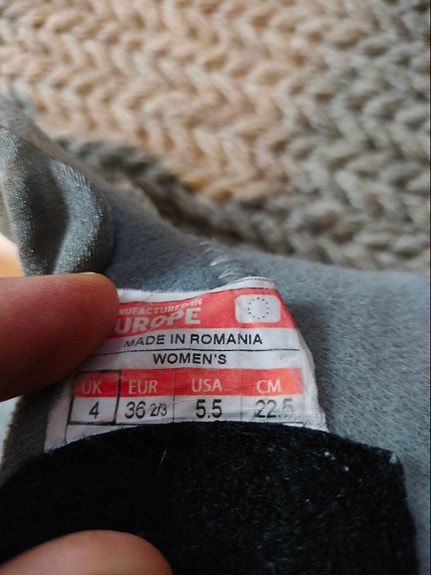 NUFACTURED IN
UROPE
MADE IN ROMANIA
WOMEN'S
UK EUR USA CM
4 36 2/3 5.5 22.5